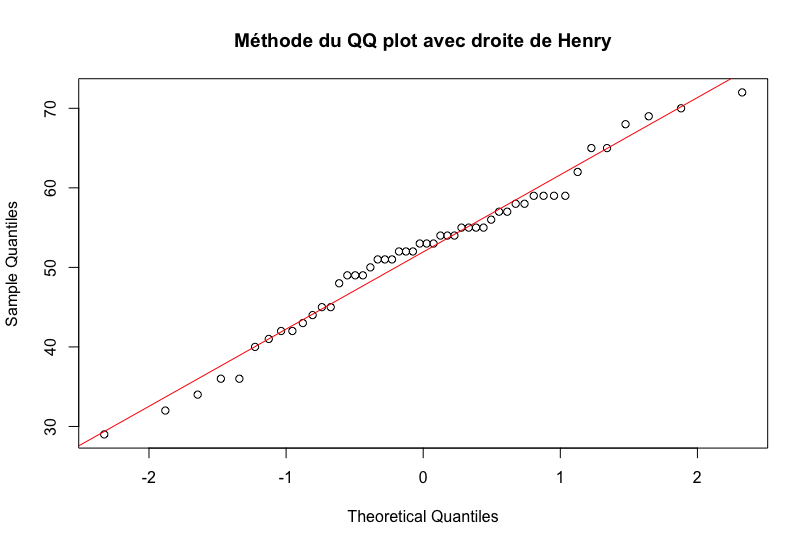 Méthode du QQ plot avec droite de Henry
70
60
50
40
30
Sample Quantiles
-2 -1 0 1 2
Theoretical Quantiles